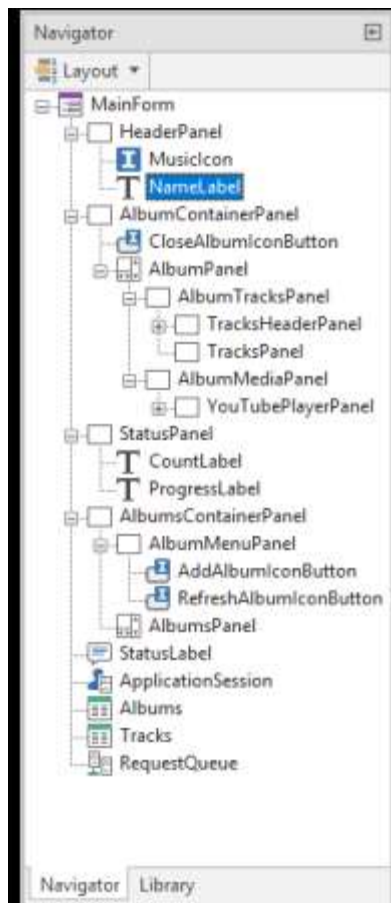 Navigator
Layout
MainForm
HeaderPanel
MusicIcon
NameLabel
AlbumContainerPanel
CloseAlbumIconButton
AlbumPanel
AlbumTracksPanel
TracksHeaderPanel
TracksPanel
AlbumMediaPanel
YouTubePlayerPanel
StatusPanel
CountLabel
ProgressLabel
AlbumsContainerPanel
AlbumMenuPanel
AddAlbumIconButton
RefreshAlbumIconButton
AlbumsPanel
StatusLabel
ApplicationSession
Albums
Tracks
RequestQueue
Navigator Library